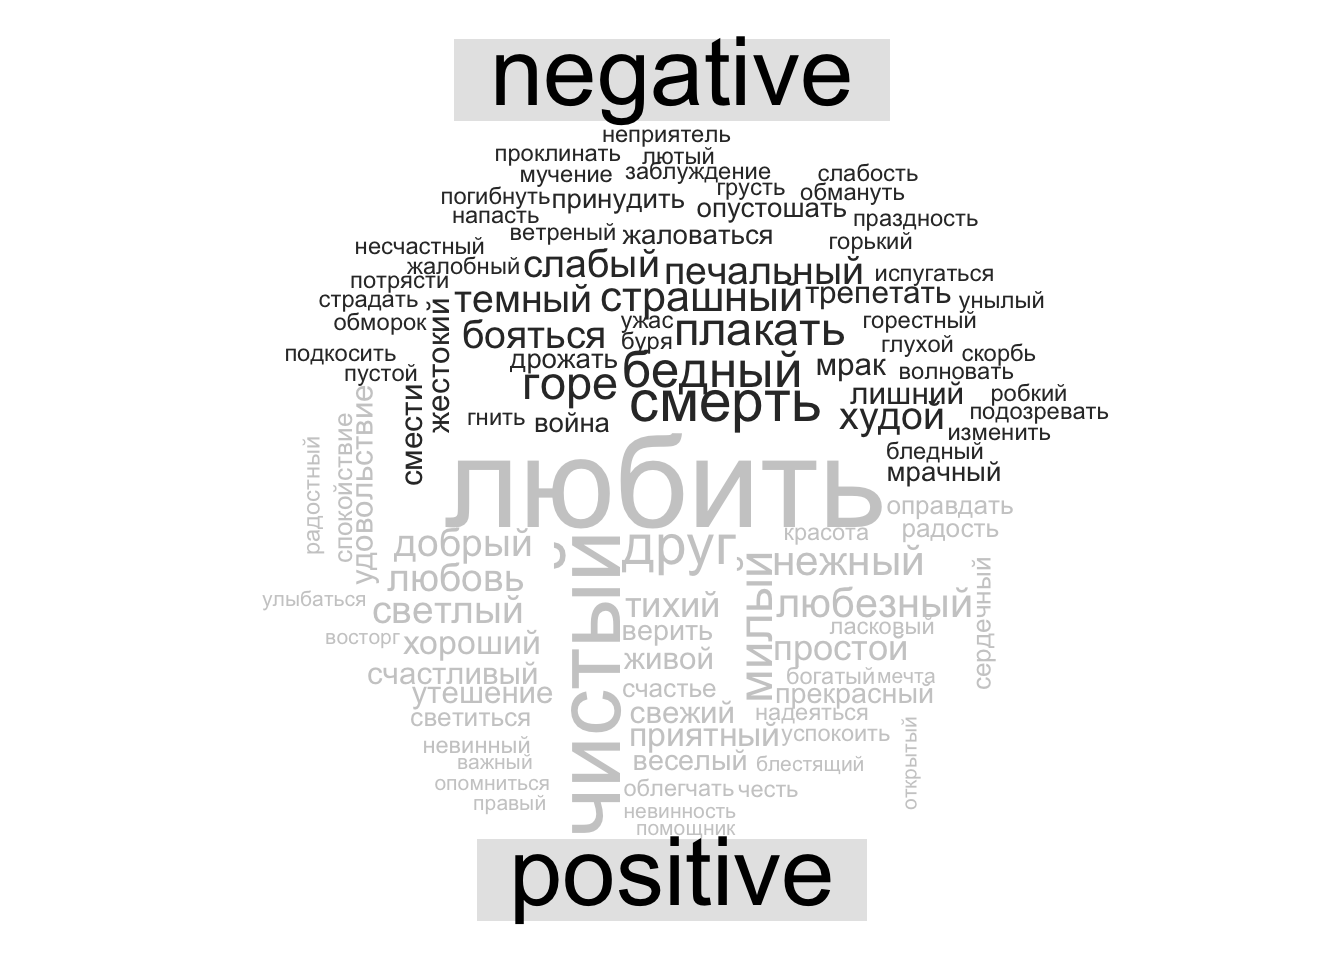 negative
неприятель
проклинать
лютый
мучение
заблуждение
слабость
грусть
обмануть
погибнуть
принудить
опустошать
напасть
праздность
ветреный
жаловаться
горький
несчастный
жалобный
слабый
печальный
испугаться
потрясти
страдать
темный
страшный
трепетать
унылый
обморок
жестокий
бояться
ужас
буря
плакать
горестный
глухой
скорбь
подкосить
дрожать
бедный
мрак
волновать
пустой
горе
смерть
лишний
робкий
смести
гнить
война
худой
подозревать
изменить
бледный
мрачный
любить
радостный
спокойствие
удовольствие
оправдать
радость
красота
добрый
чистый
друг
милый
нежный
любовь
сердечный
улыбаться
светлый
тихий
любезный
восторг
хороший
верить
ласковый
простой
счастливый
живой
богатый
мечта
утешение
счастье
прекрасный
светиться
свежий
надеяться
открытый
невинный
приятный
успокоить
важный
веселый
блестящий
опомниться
облегчать
честь
правый
невинность
помощник
positive